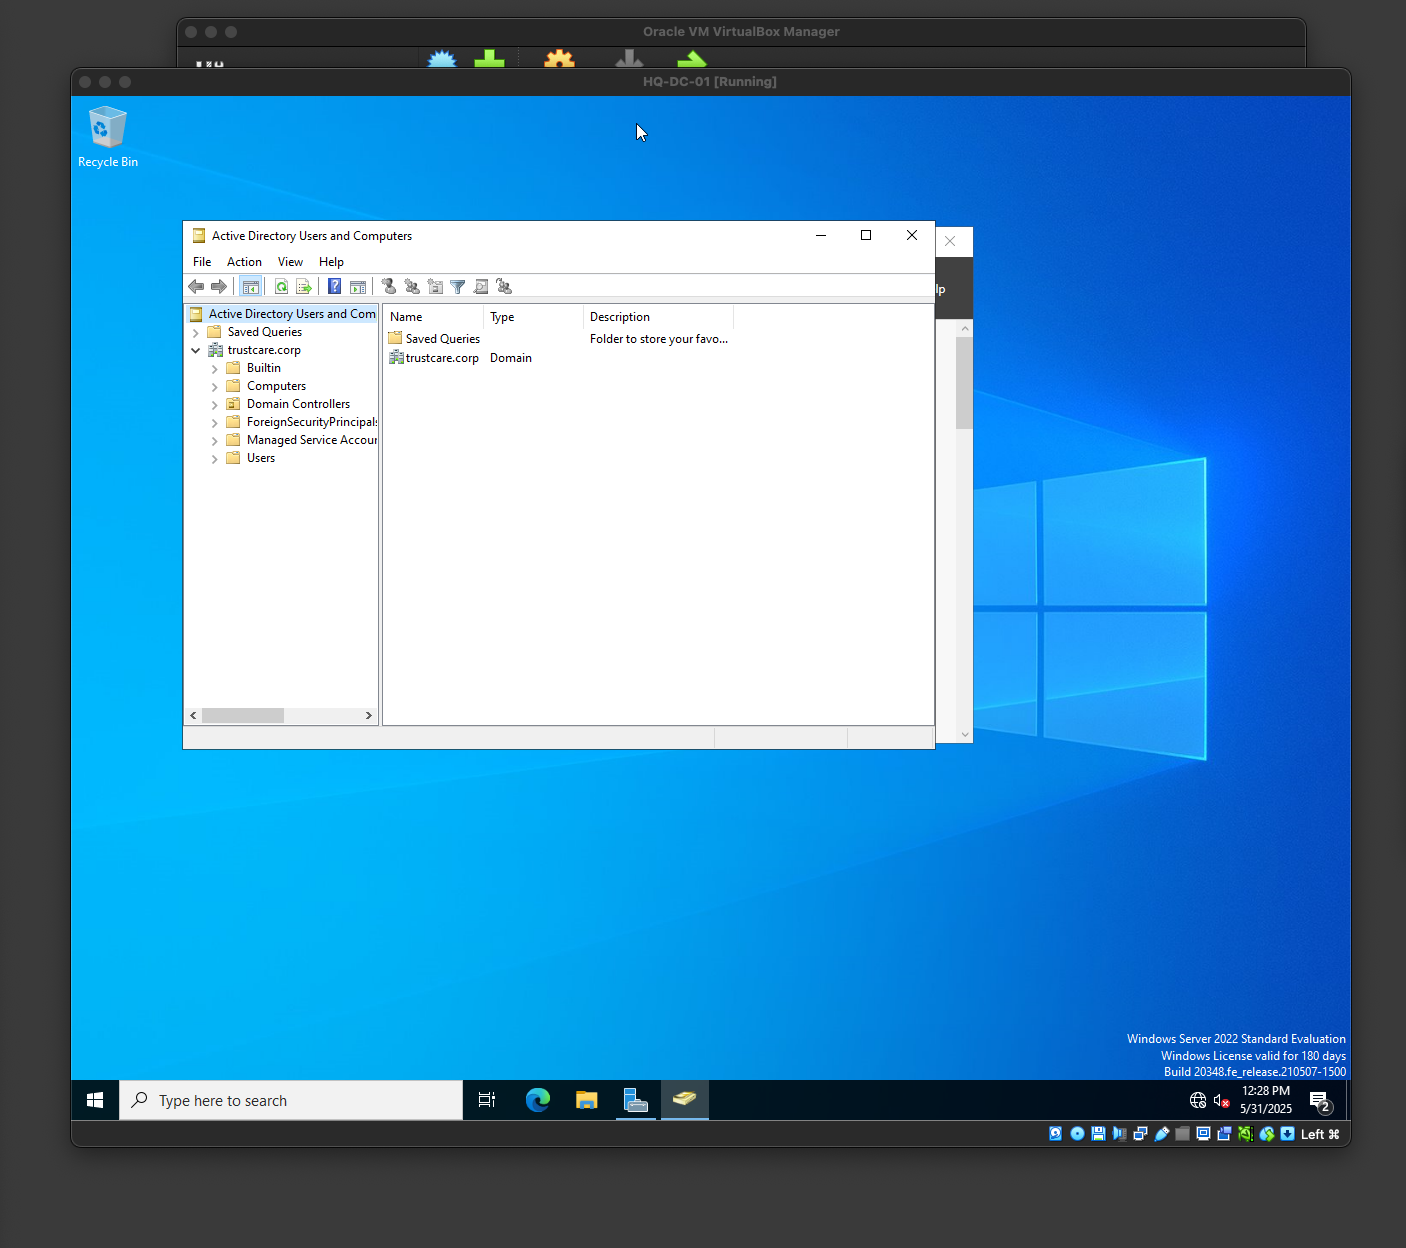 Oracle VM VirtualBox Manager
HQ-DC-01 [Running]
Recycle Bin
Active Directory Users and Computers
File Action View Help
lp
Active Directory Users and Com
Saved Queries
trustcare.corp
Builtin
Computers
Domain Controllers
ForeignSecurityPrincipals
Managed Service Accour
Users
Name Type Description
Saved Queries Folder to store your favo...
trustcare.corp Domain
Windows Server 2022 Standard Evaluation
Windows License valid for 180 days
Build 20348.fe_release.210507-1500
Type here to search
12:28 PM
5/31/2025
2
Left ⌘